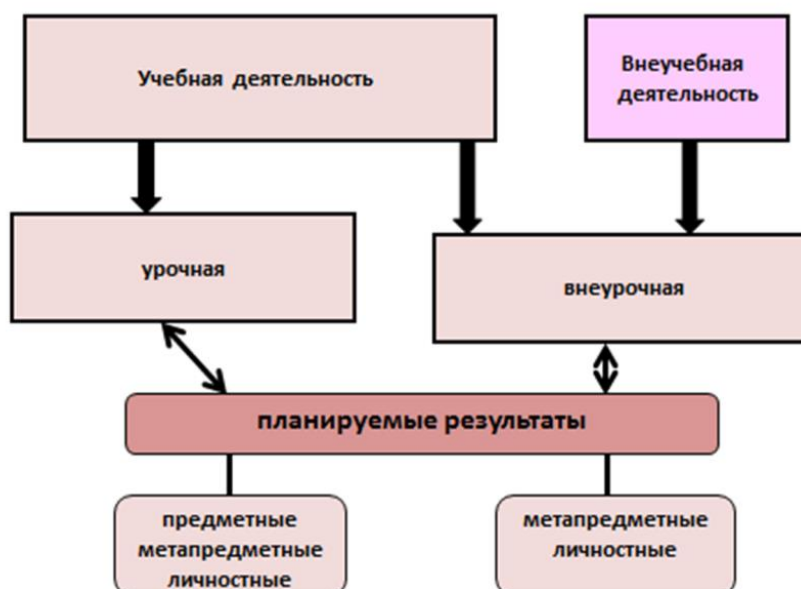 Учебная деятельность
Внеучебная
деятельность
урочная
внеурочная
планируемые результаты
предметные
метапредметные
личностные
метапредметные
личностные